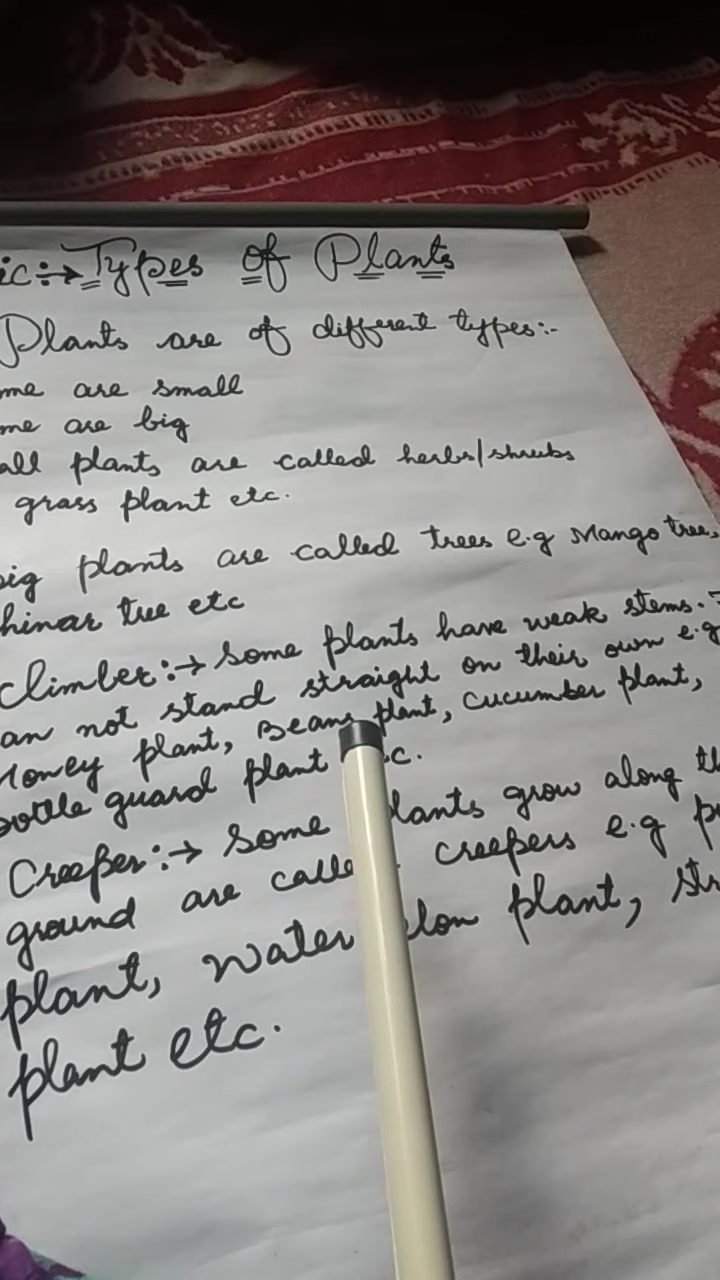 ic:→ Types of Plants
Plants are of different types:-
me are small
me are big
all plants are called herbs/shrubs
grass plant etc.
big plants are called trees e.g Mango tree,
hinar tree etc
Climber:→ Some plants have weak stems.
an not stand straight on their own e.g
Money plant, Beans plant, Cucumber plant,
bottle guard plant c.
Creeper:→ Some lants grow along th
ground are calle creepers e.g pu
plant, water lon plant, str
plant etc.